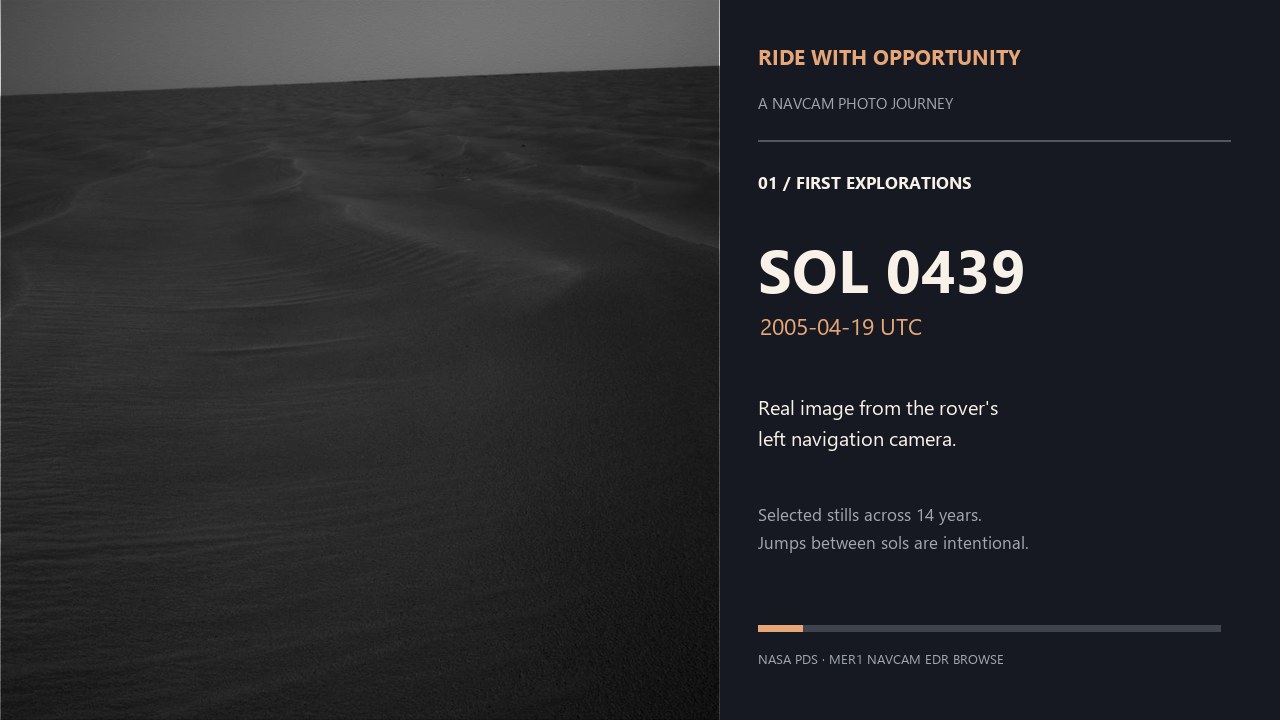 RIDE WITH OPPORTUNITY
A NAVCAM PHOTO JOURNEY
01 / FIRST EXPLORATIONS
SOL 0439
2005-04-19 UTC
Real image from the rover's
left navigation camera.
Selected stills across 14 years.
Jumps between sols are intentional.
NASA PDS · MER1 NAVCAM EDR BROWSE